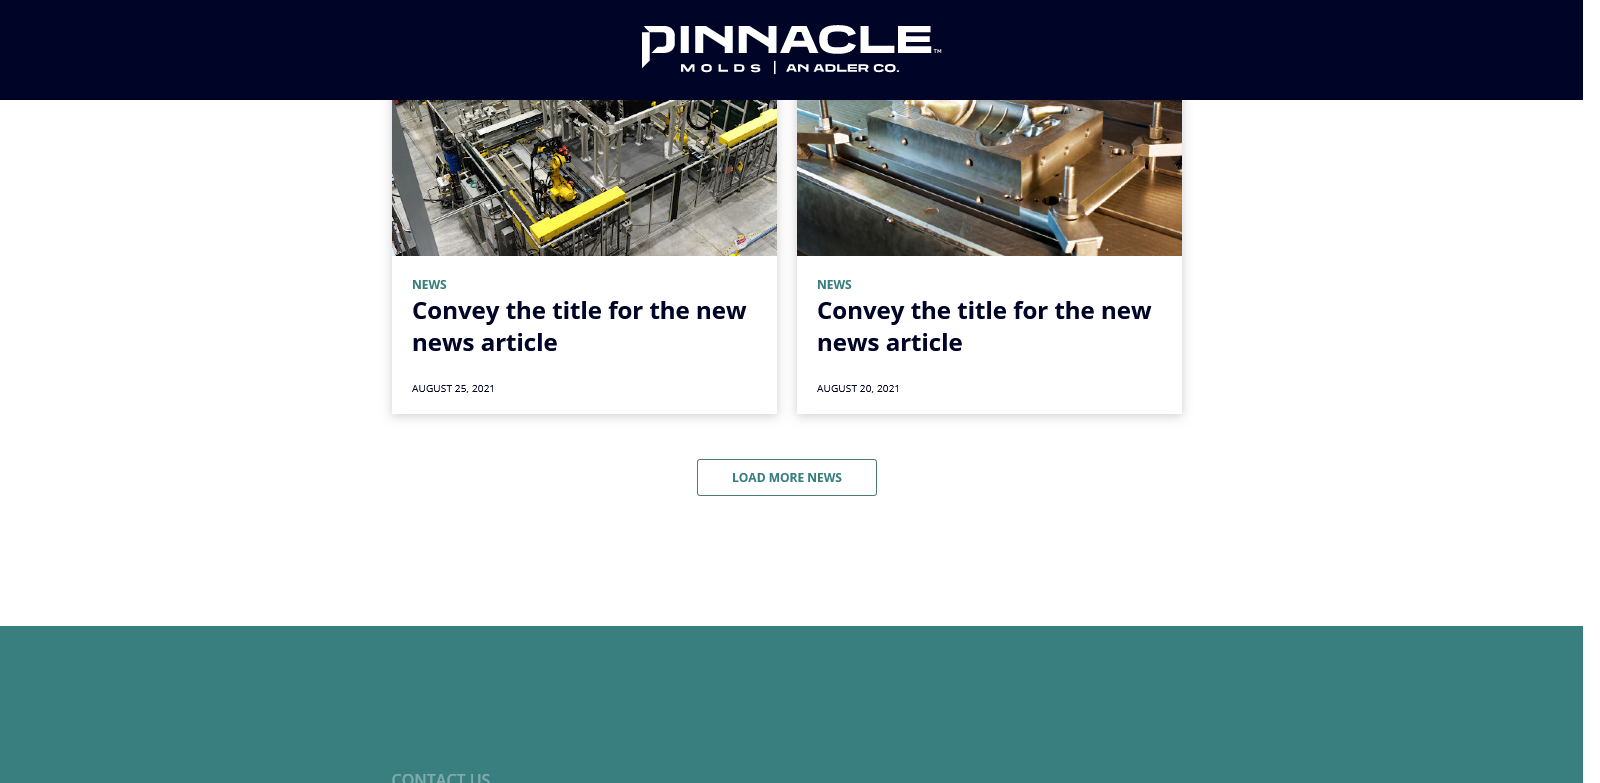 PINNACLE™
MOLDS | AN ADLER CO.
NEWS
Convey the title for the new
news article
AUGUST 25, 2021
NEWS
Convey the title for the new
news article
AUGUST 20, 2021
LOAD MORE NEWS
CONTACT US